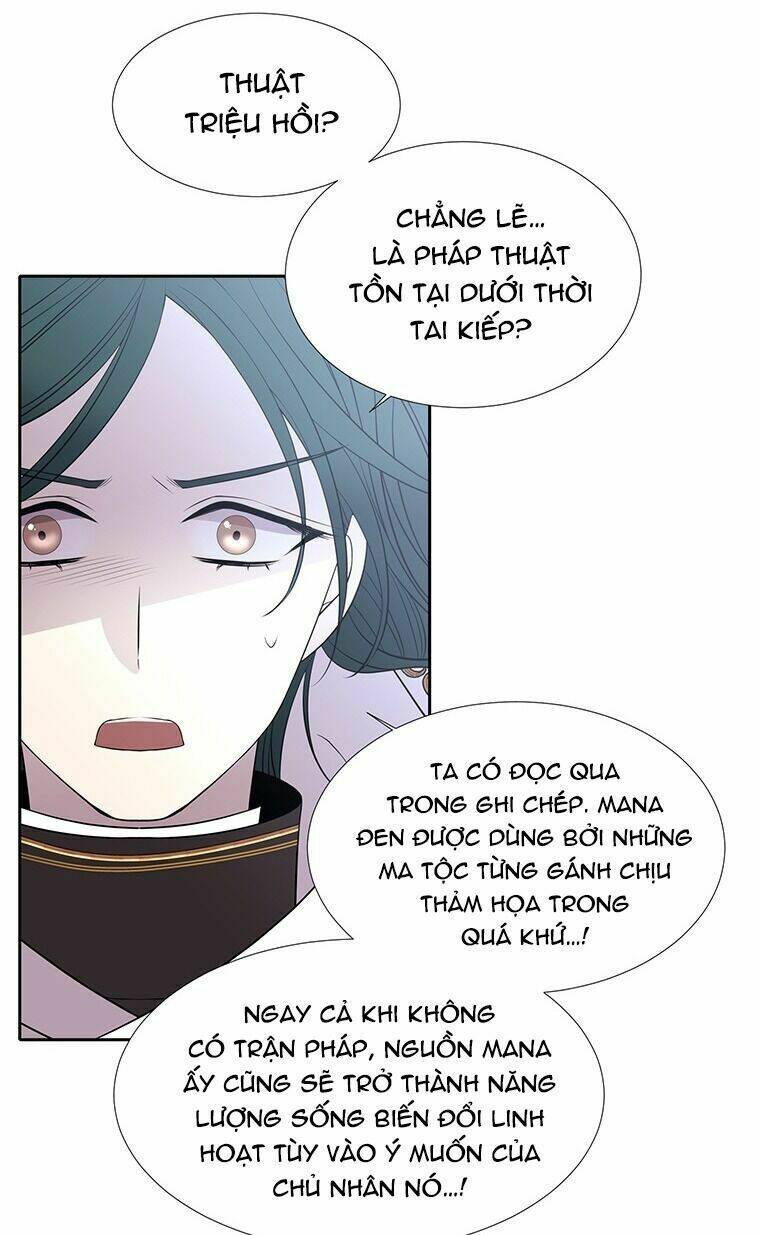 THUẬT
TRIỆU HỒI?
CHẲNG LẼ...
LÀ PHÁP THUẬT
TỒN TẠI DƯỚI THỜI
TAI KIẾP?
TA CÓ ĐỌC QUA
TRONG GHI CHÉP. MANA
ĐEN ĐƯỢC DÙNG BỞI NHỮNG
MA TỘC TỪNG GÁNH CHỊU
THẢM HỌA TRONG
QUÁ KHỨ...!
NGAY CẢ KHI KHÔNG
CÓ TRẬN PHÁP, NGUỒN MANA
ẤY CŨNG SẼ TRỞ THÀNH NĂNG
LƯỢNG SỐNG BIẾN ĐỔI LINH
HOẠT TÙY VÀO Ý MUỐN CỦA
CHỦ NHÂN NÓ...!